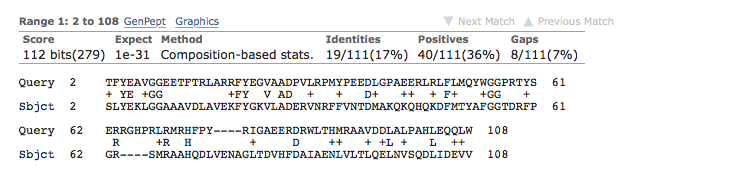 Range 1: 2 to 108 GenPept Graphics ▼ Next Match ▲ Previous Match
Score Expect Method Identities Positives Gaps
112 bits(279) 1e-31 Composition-based stats. 19/111(17%) 40/111(36%) 8/111(7%)
Query 2 TFYEAVGGEETFTRLARRFYEGVAADPVLRPMYPEEDLGPAEERLRLFLMQYWGGPRTYS 61
+ YE +GG +FY V AD + + D+ ++ + F+ +GG +
Sbjct 2 SLYEKLGGAAAVDLAVEKFYGKVLADERVNRFFVNTDMAKQKQHQKDFMTYAFGGTDRFP 61
Query 62 ERRGHPRLRMRHFPY----RIGAEERDRWLTHMRAAVDDLALPAHLEQQLW 108
R +R H + D ++ + +L + L ++
Sbjct 62 GR----SMRAAHQDLVENAGLTDVHFDAIAENLVLTLQELNVSQDLIDEVV 108